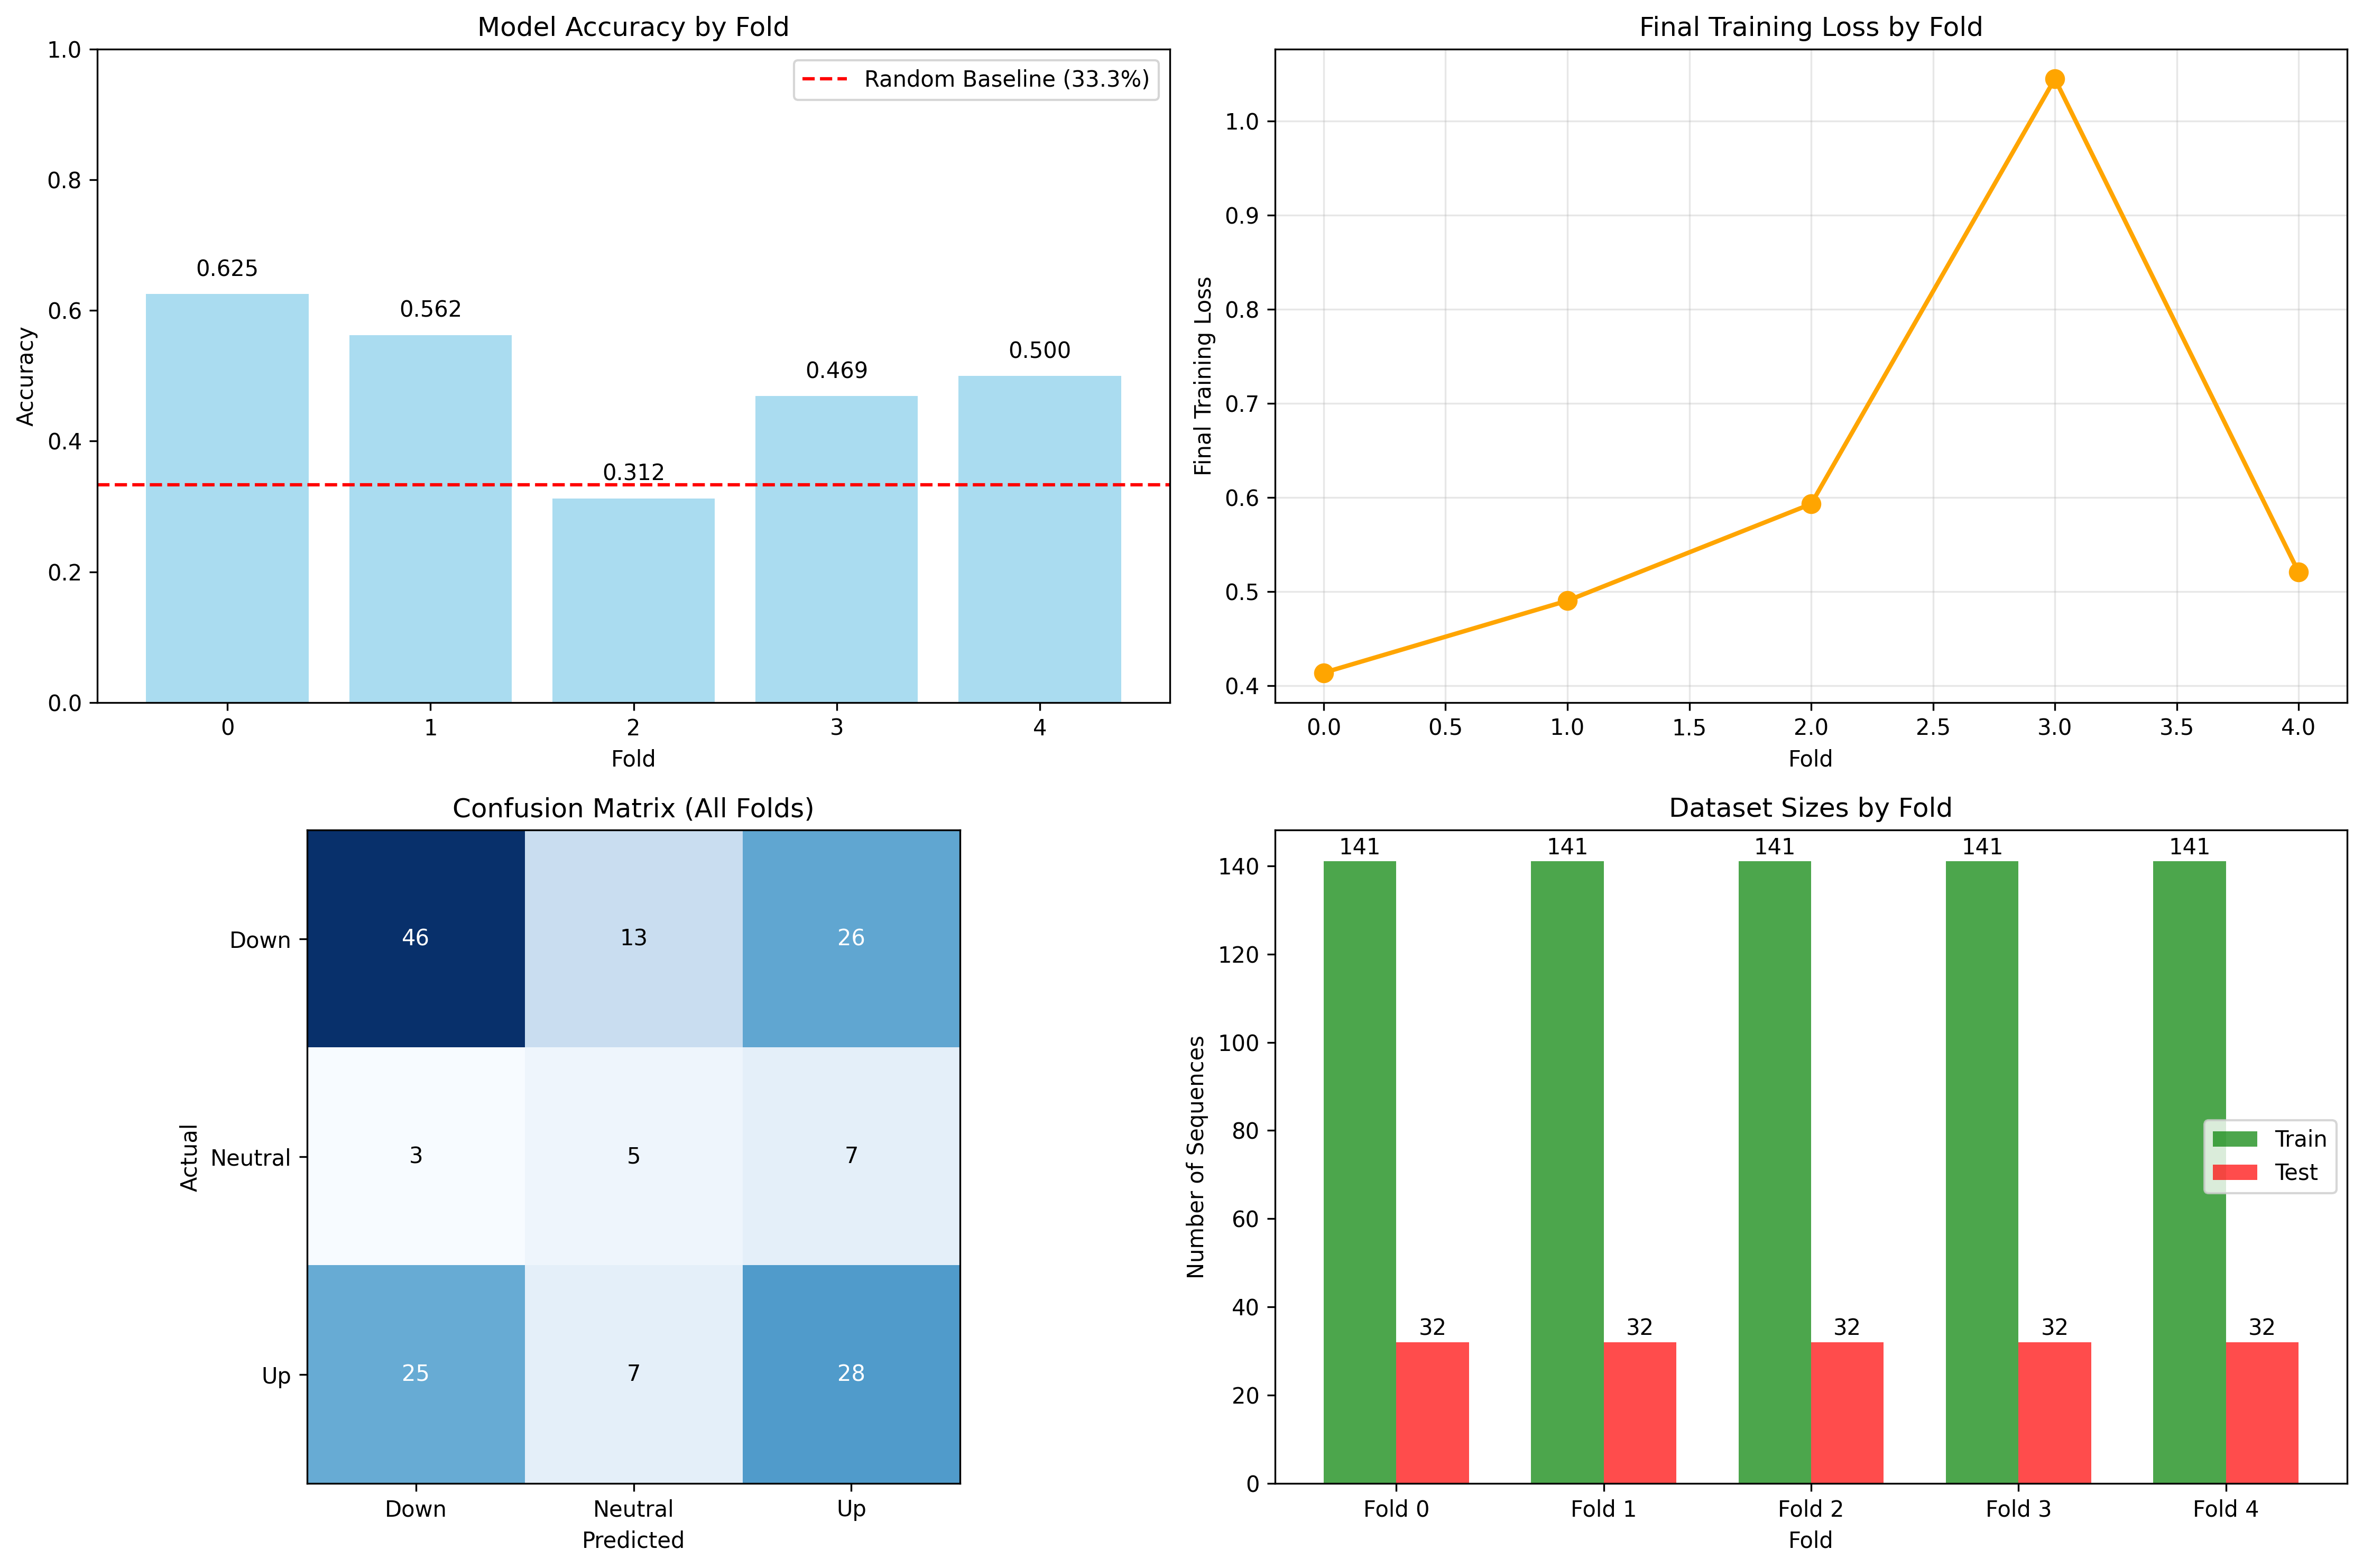 Model Accuracy by Fold
Random Baseline (33.3%)
1.0
0.8
0.6
0.4
0.2
0.0
Accuracy
0.625
0.562
0.312
0.469
0.500
0 1 2 3 4
Fold
Final Training Loss by Fold
1.0
0.9
0.8
0.7
0.6
0.5
0.4
Final Training Loss
0.0 0.5 1.0 1.5 2.0 2.5 3.0 3.5 4.0
Fold
Confusion Matrix (All Folds)
Actual
Down 46 13 26
Neutral 3 5 7
Up 25 7 28
Down Neutral Up
Predicted
Dataset Sizes by Fold
141 141 141 141 141
140
120
100
80
60
40
20
0
Number of Sequences
Train
Test
32 32 32 32 32
Fold 0 Fold 1 Fold 2 Fold 3 Fold 4
Fold